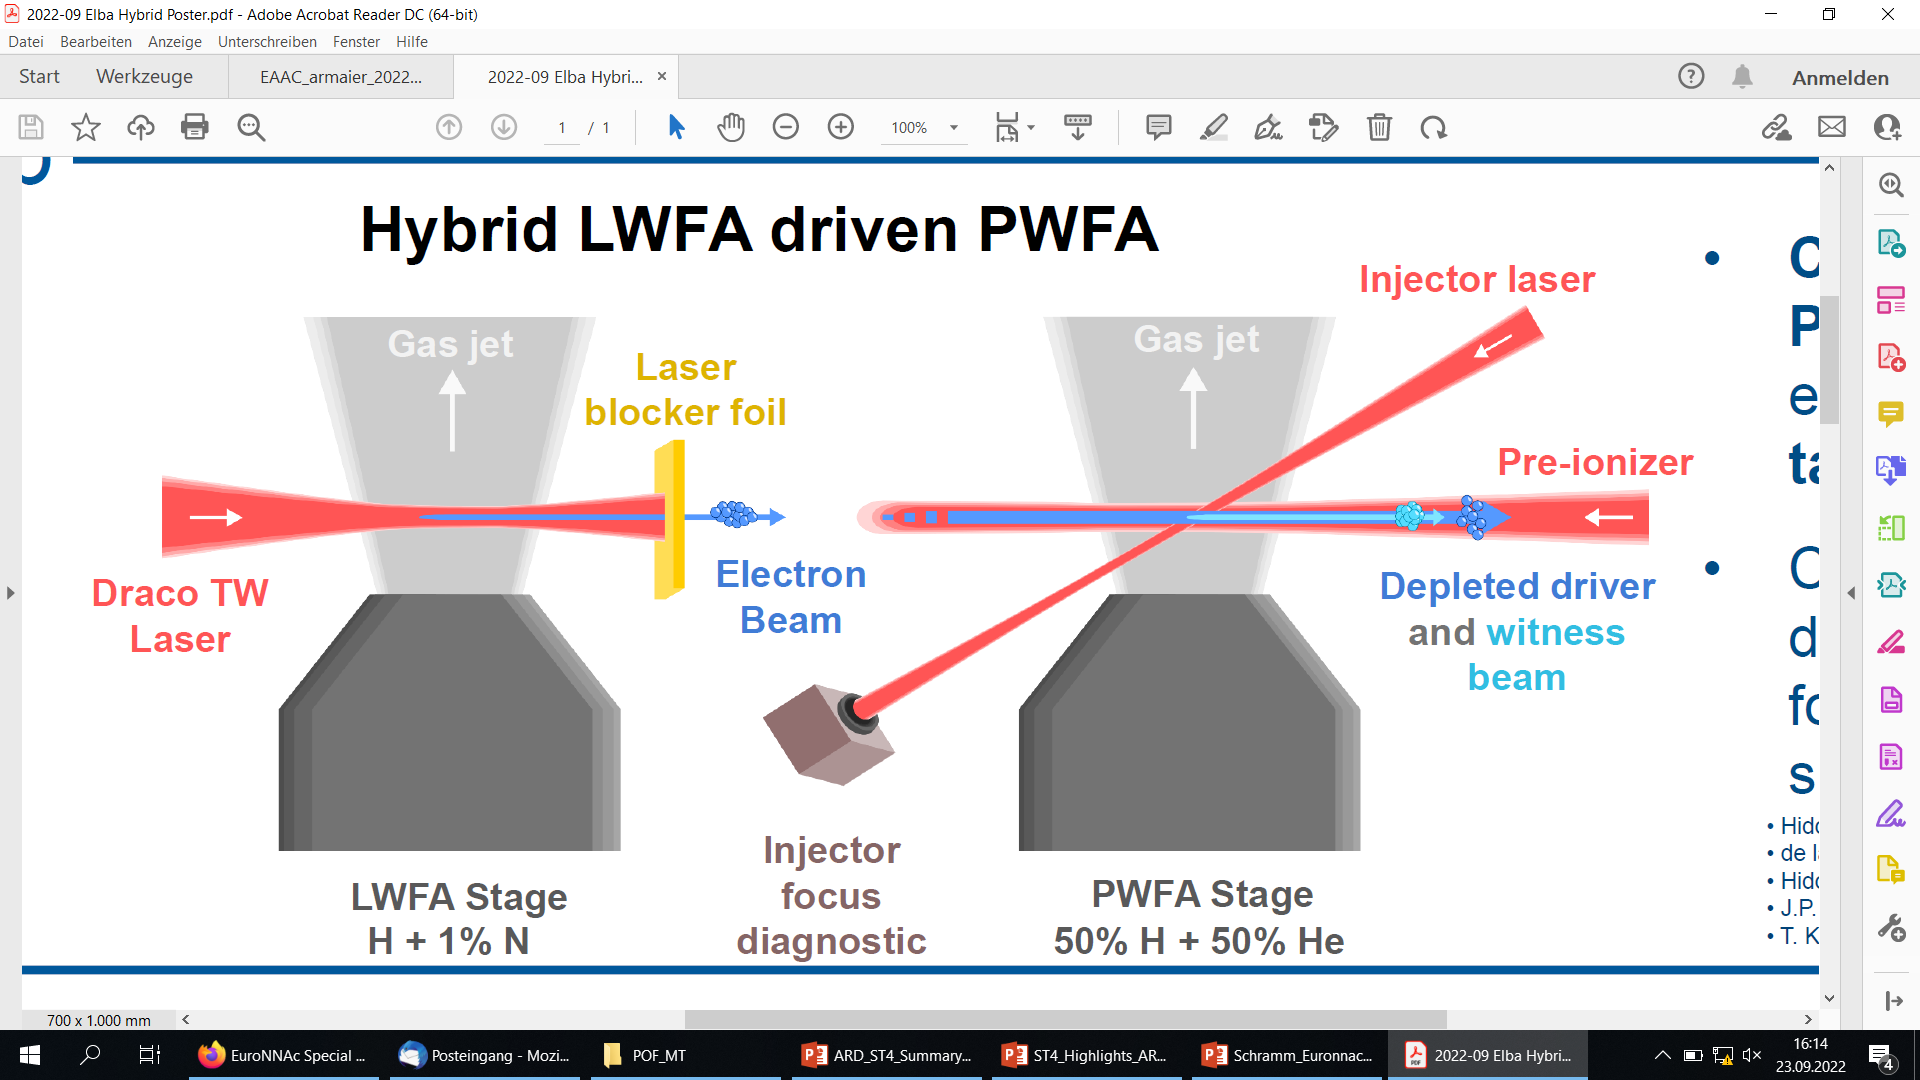 2022-09 Elba Hybrid Poster.pdf - Adobe Acrobat Reader DC (64-bit)
Datei Bearbeiten Anzeige Unterschreiben Fenster Hilfe
Start Werkzeuge EAAC_armaier_2022... 2022-09 Elba Hybri... Anmelden
1 / 1 100%
Hybrid LWFA driven PWFA
Injector laser
Gas jet
Gas jet
Laser
blocker foil
Pre-ionizer
Draco TW
Laser
Electron
Beam
Depleted driver
and witness
beam
Injector
focus
diagnostic
LWFA Stage
H + 1% N
PWFA Stage
50% H + 50% He
• J.P.
• T. K
700 x 1.000 mm
EuroNNAc Special ...
Posteingang - Mozi...
POF_MT
ARD_ST4_Summary...
ST4_Highlights_AR...
Schramm_Euronnac...
2022-09 Elba Hybri...
16:14
23.09.2022
4